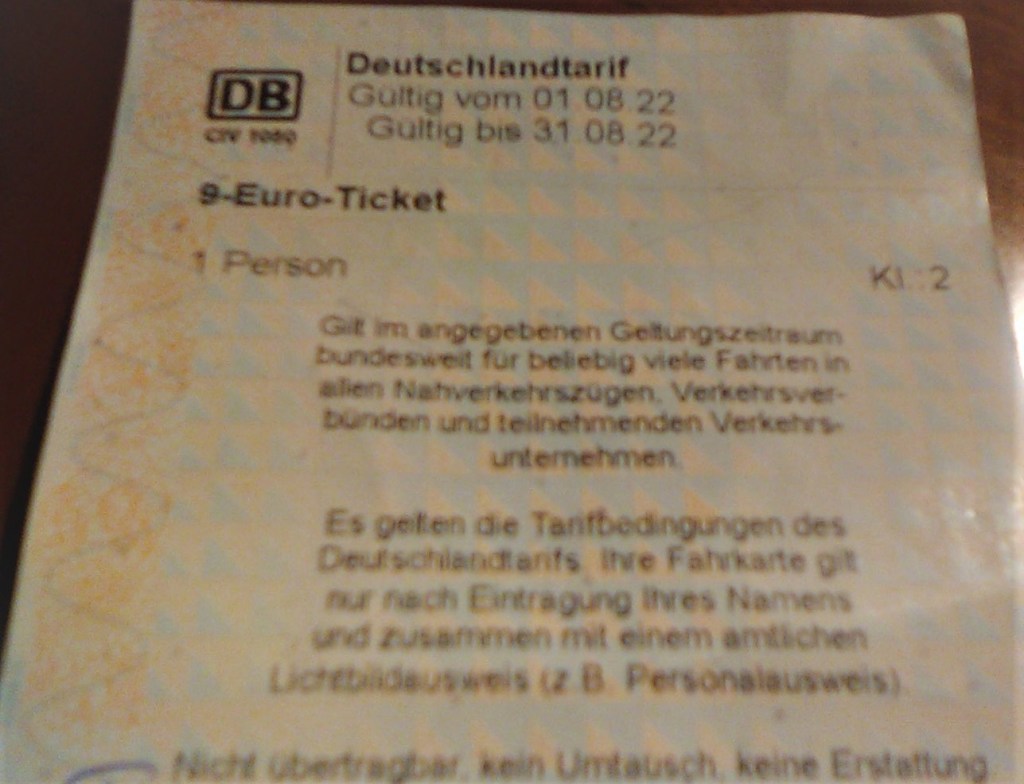 DB
CIV 1080
Deutschlandtarif
Gültig vom 01 08 22
Gültig bis 31 08 22
9-Euro-Ticket
1 Person
Kl.: 2
Gilt im angegebenen Geltungszeitraum
bundesweit für beliebig viele Fahrten in
allen Nahverkehrszügen, Verkehrsver-
bünden und teilnehmenden Verkehrs-
unternehmen.
Es gelten die Tarifbedingungen des
Deutschlandtarifs. Ihre Fahrkarte gilt
nur nach Eintragung Ihres Namens
und zusammen mit einem amtlichen
Lichtbildausweis (z.B. Personalausweis).
Nicht übertragbar, kein Umtausch, keine Erstattung